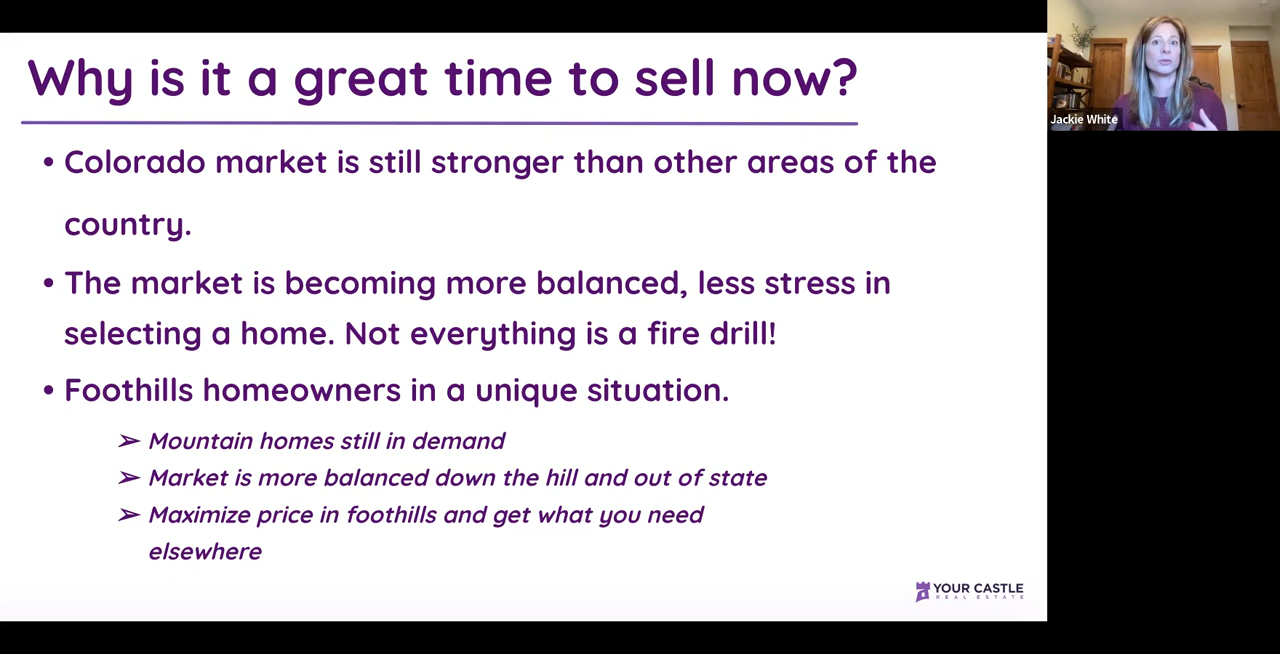 Why is it a great time to sell now?
• Colorado market is still stronger than other areas of the
country.
• The market is becoming more balanced, less stress in
selecting a home. Not everything is a fire drill!
• Foothills homeowners in a unique situation.
➢ Mountain homes still in demand
➢ Market is more balanced down the hill and out of state
➢ Maximize price in foothills and get what you need
elsewhere
YOUR CASTLE
REAL ESTATE
Jackie White